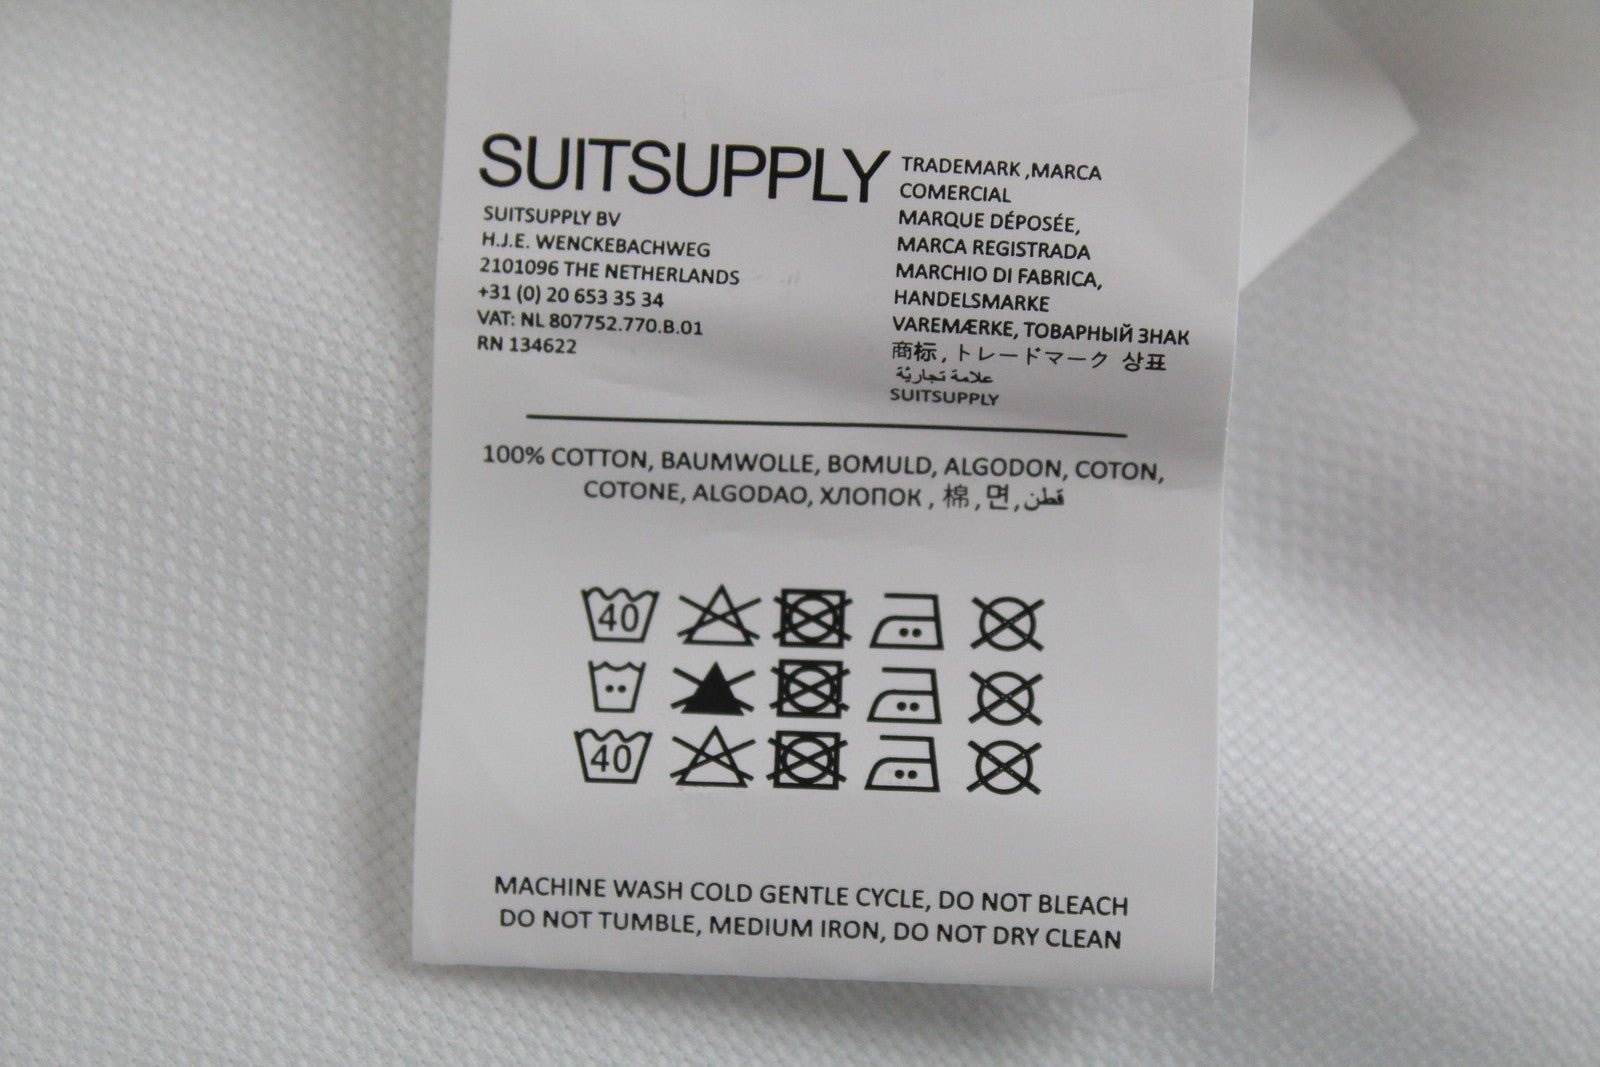 SUITSUPPLY
SUITSUPPLY BV
H.J.E. WENCKEBACHWEG
2101096 THE NETHERLANDS
+31 (0) 20 653 35 34
VAT: NL 807752.770.B.01
RN 134622
TRADEMARK ,MARCA
COMERCIAL
MARQUE DÉPOSÉE,
MARCA REGISTRADA
MARCHIO DI FABRICA,
HANDELSMARKE
VAREMÆRKE, ТОВАРНЫЙ ЗНАК
商标 , トレードマーク 상표
علامة تجاريّة
SUITSUPPLY
100% COTTON, BAUMWOLLE, BOMULD, ALGODON, COTON,
COTONE, ALGODAO, ХЛОПОК , 棉 , 면 , قطن
40
40
MACHINE WASH COLD GENTLE CYCLE, DO NOT BLEACH
DO NOT TUMBLE, MEDIUM IRON, DO NOT DRY CLEAN